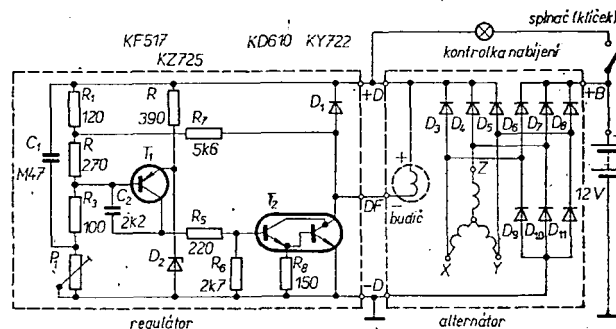 KF517 KD610 KY722
KZ725
spínač (klíček)
kontrolka nabíjení
+D +B
R1
120
R
390
R7
5k6
D1
C1
M47
R
270
T1
C2
2k2
R3
100
P1
D2
R5
220
R6
2k7
T2
R8
150
DF
+
budič
-D
D3 D4 D5 D6 D7 D8
Z
X Y
D9 D10 D11
12V
regulátor
alternátor